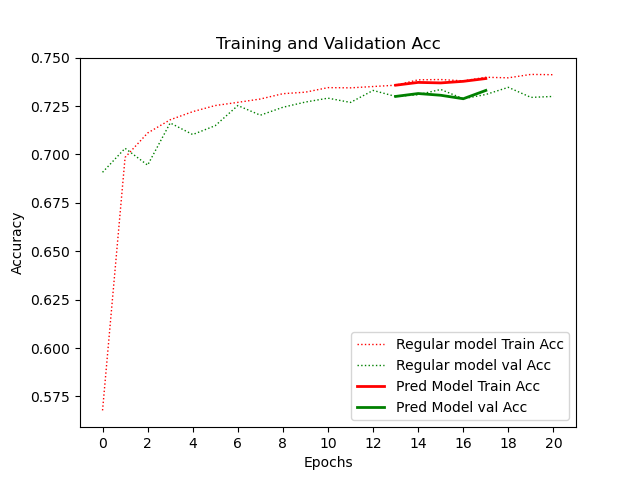 Training and Validation Acc
0.750
0.725
0.700
0.675
0.650
0.625
0.600
0.575
Accuracy
Regular model Train Acc
Regular model val Acc
Pred Model Train Acc
Pred Model val Acc
0 2 4 6 8 10 12 14 16 18 20
Epochs